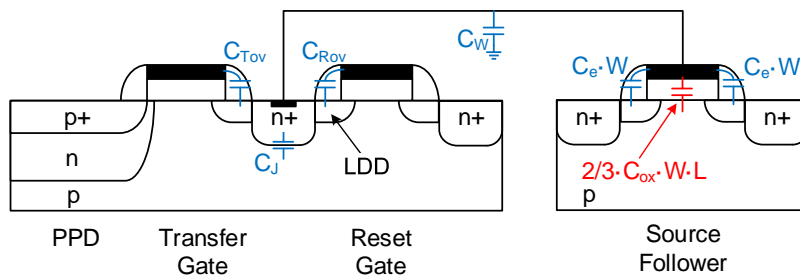 C_W
C_Tov
C_Rov
C_e·W
C_e·W
p+
n+
n+
n+
n+
n
C_J
LDD
2/3·C_ox·W·L
p
p
PPD
Transfer
Gate
Reset
Gate
Source
Follower